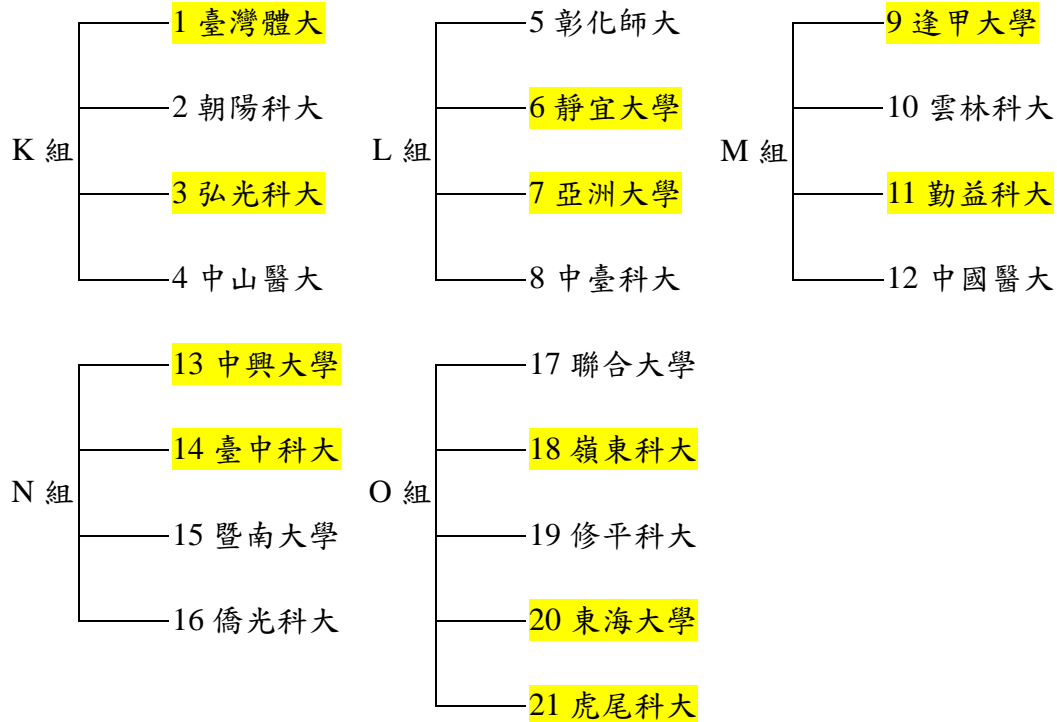 K 組
1 臺灣體大
2 朝陽科大
3 弘光科大
4 中山醫大
L 組
5 彰化師大
6 靜宜大學
7 亞洲大學
8 中臺科大
M 組
9 逢甲大學
10 雲林科大
11 勤益科大
12 中國醫大
N 組
13 中興大學
14 臺中科大
15 暨南大學
16 僑光科大
O 組
17 聯合大學
18 嶺東科大
19 修平科大
20 東海大學
21 虎尾科大